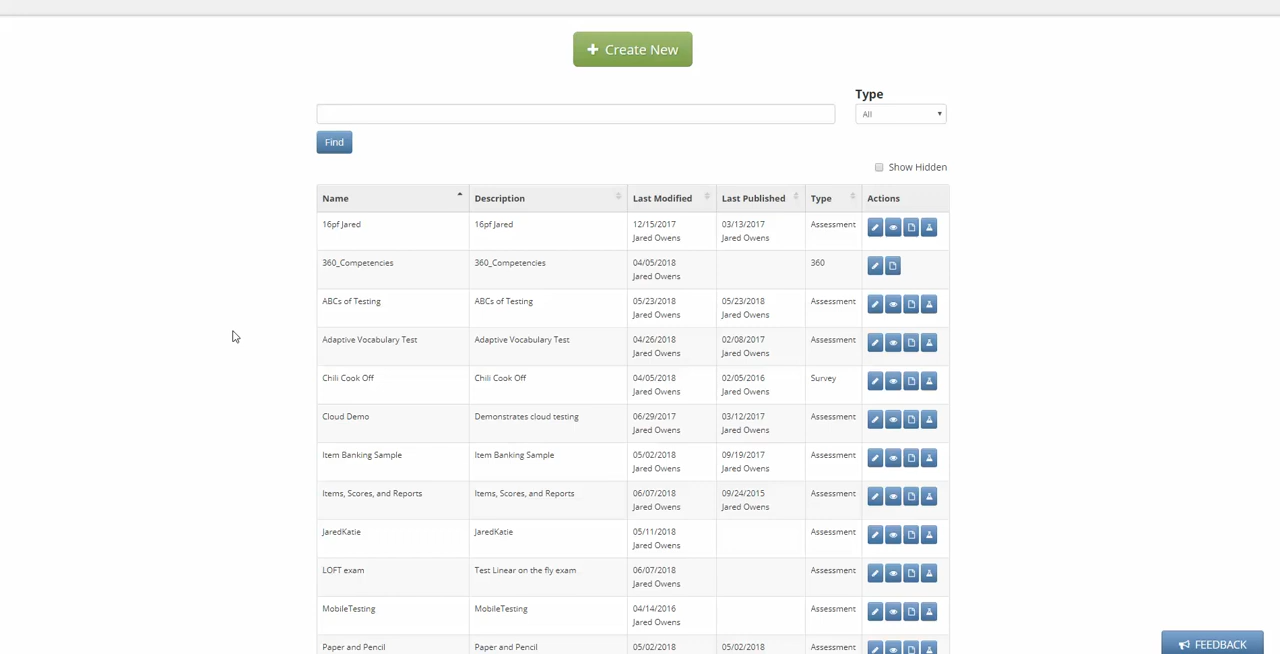 Create New
Type
All
Find
Show Hidden
Name Description Last Modified Last Published Type Actions
16pf Jared 16pf Jared 12/15/2017 03/13/2017 Assessment
Jared Owens Jared Owens
360_Competencies 360_Competencies 04/05/2018 360
Jared Owens
ABCs of Testing ABCs of Testing 05/23/2018 05/23/2018 Assessment
Jared Owens Jared Owens
Adaptive Vocabulary Test Adaptive Vocabulary Test 04/26/2018 02/08/2017 Assessment
Jared Owens Jared Owens
Chili Cook Off Chili Cook Off 04/05/2018 02/05/2016 Survey
Jared Owens Jared Owens
Cloud Demo Demonstrates cloud testing 06/29/2017 03/12/2017 Assessment
Jared Owens Jared Owens
Item Banking Sample Item Banking Sample 05/02/2018 09/19/2017 Assessment
Jared Owens Jared Owens
Items, Scores, and Reports Items, Scores, and Reports 06/07/2018 09/24/2015 Assessment
Jared Owens Jared Owens
JaredKatie JaredKatie 05/11/2018 Assessment
Jared Owens
LOFT exam Test Linear on the fly exam 06/07/2018 Assessment
Jared Owens
MobileTesting MobileTesting 04/14/2016 Assessment
Jared Owens
Paper and Pencil Paper and Pencil 05/02/2018 05/02/2018 Assessment
FEEDBACK